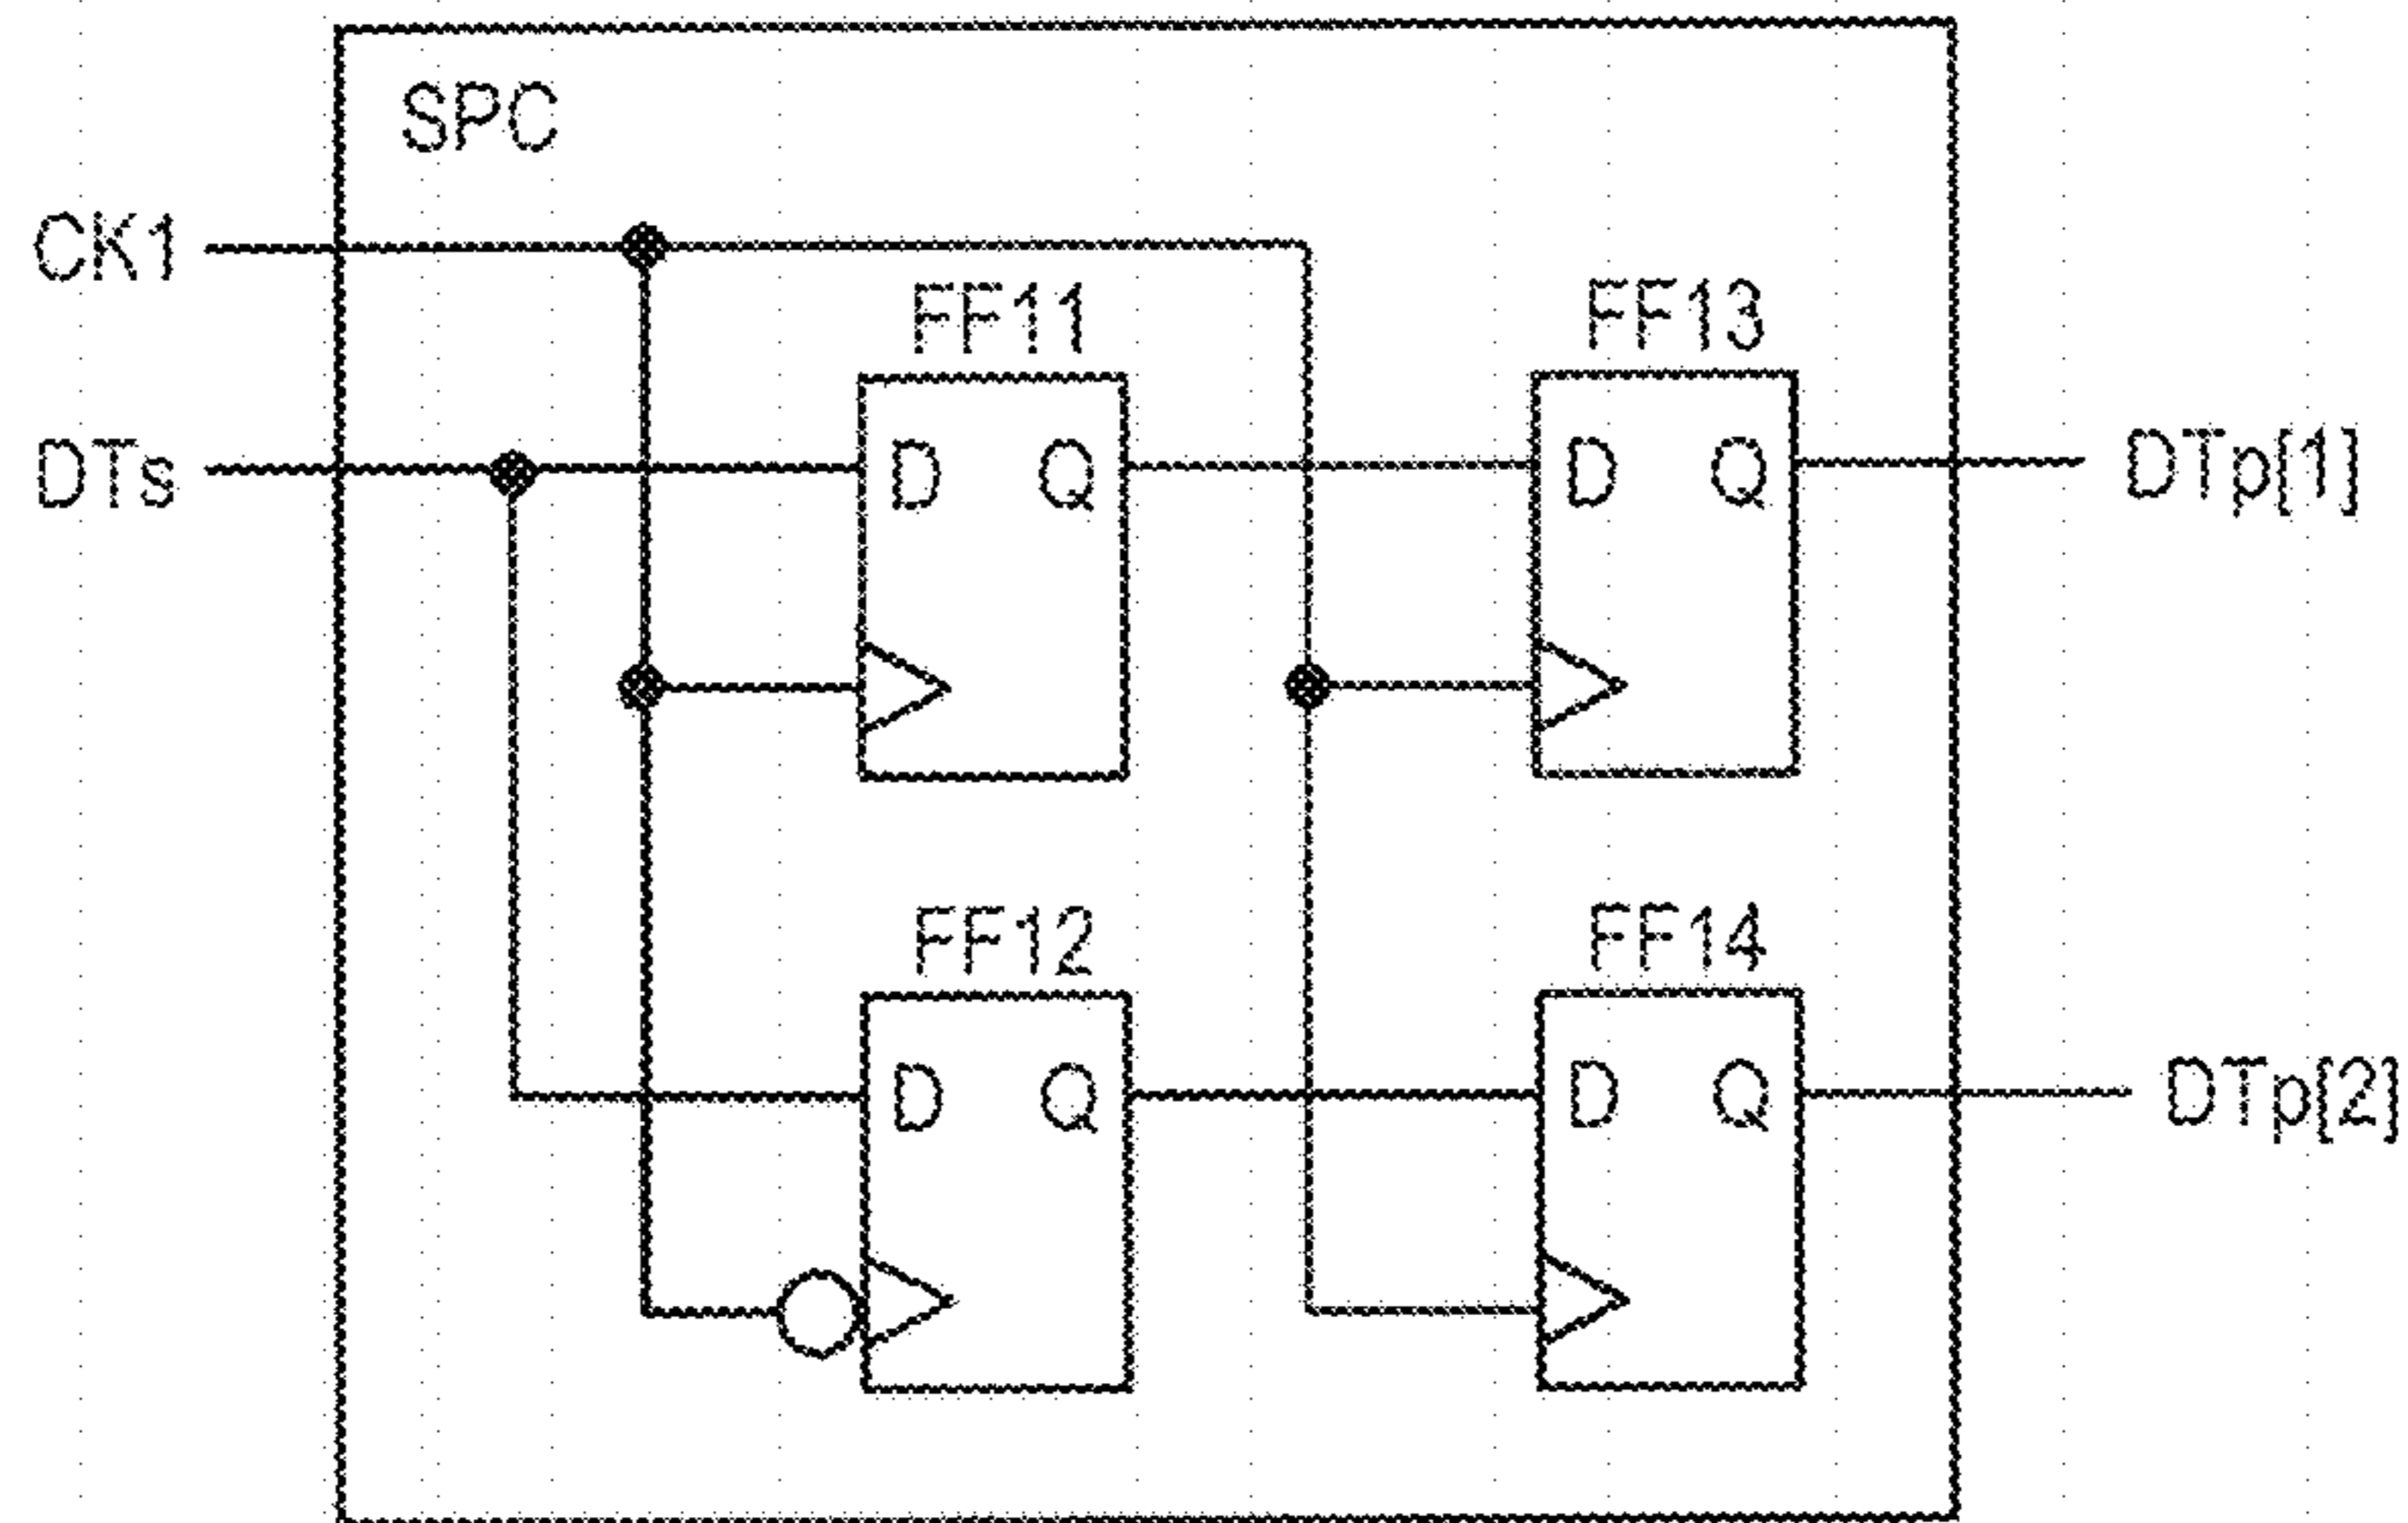 SPC
CK1
FF11
FF13
DTs
D Q
D Q
DTp[1]
FF12
FF14
D Q
D Q
DTp[2]